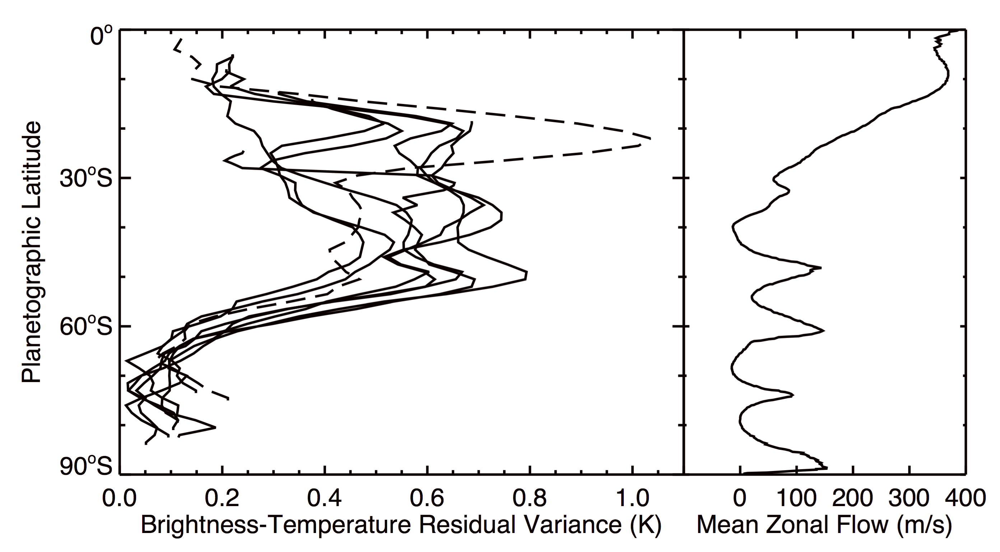 0°
30°S
60°S
90°S
Planetographic Latitude
0.0 0.2 0.4 0.6 0.8 1.0
Brightness-Temperature Residual Variance (K)
0 100 200 300 400
Mean Zonal Flow (m/s)